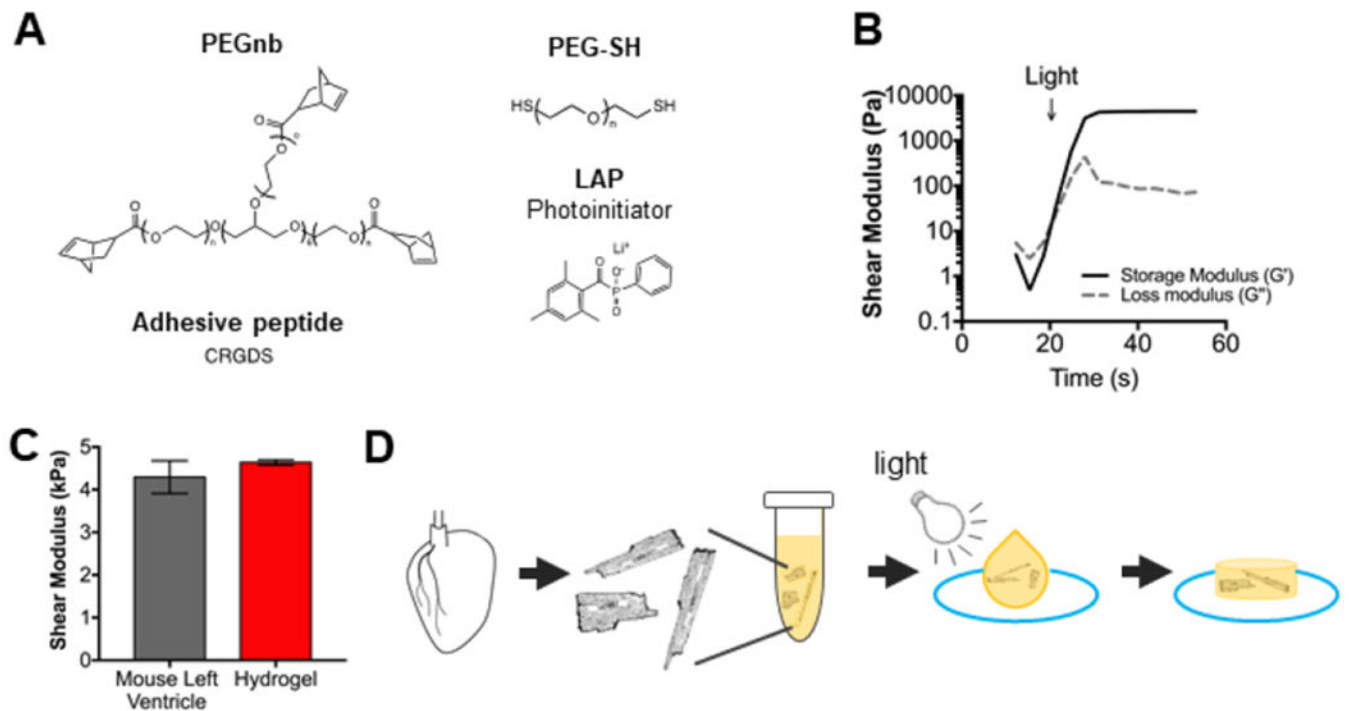 A
PEGnb
O
O
O
O
O
n
O
O
O
O
n
O
Adhesive peptide
CRGDS
PEG-SH
HS
O
n
SH
LAP
Photoinitiator
Li⁺
O
O⁻
P
O
B
Light
Shear Modulus (Pa)
10000
1000
100
10
1
0.1
Storage Modulus (G')
Loss modulus (G'')
0 20 40 60
Time (s)
C
Shear Modulus (kPa)
5
4
3
2
1
0
Mouse Left
Ventricle
Hydrogel
D
light